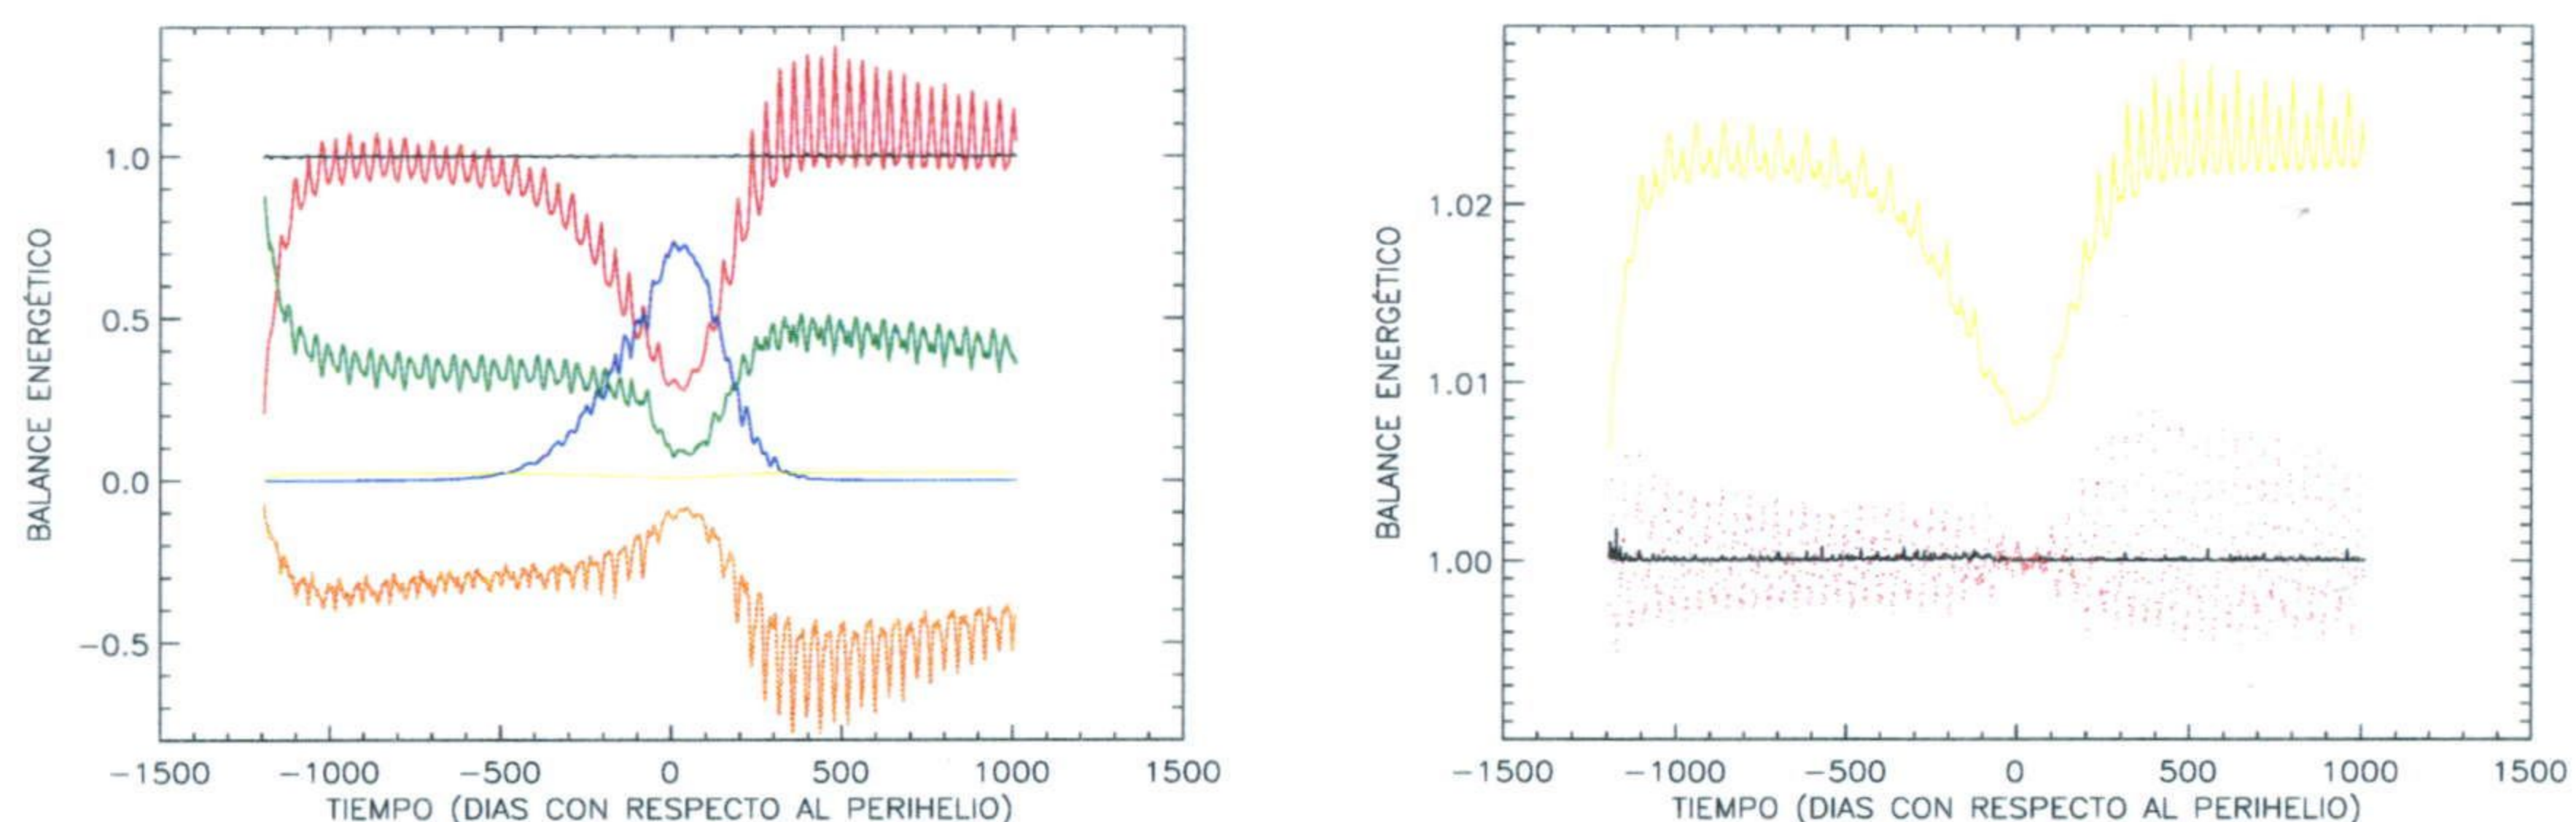 BALANCE ENERGÉTICO
1.0
0.5
0.0
−0.5
−1500 −1000 −500 0 500 1000 1500
TIEMPO (DIAS CON RESPECTO AL PERIHELIO)
BALANCE ENERGÉTICO
1.02
1.01
1.00
−1500 −1000 −500 0 500 1000 1500
TIEMPO (DIAS CON RESPECTO AL PERIHELIO)